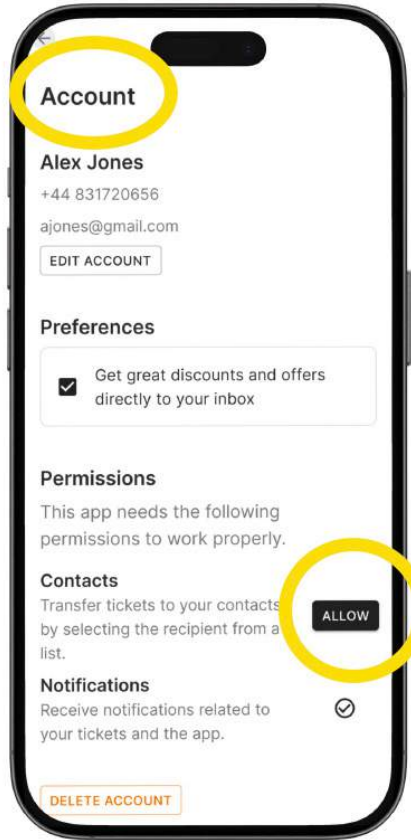 Account
Alex Jones
+44 831720656
ajones@gmail.com
EDIT ACCOUNT
Preferences
Get great discounts and offers
directly to your inbox
Permissions
This app needs the following
permissions to work properly.
Contacts
Transfer tickets to your contacts
by selecting the recipient from a
list.
ALLOW
Notifications
Receive notifications related to
your tickets and the app.
DELETE ACCOUNT